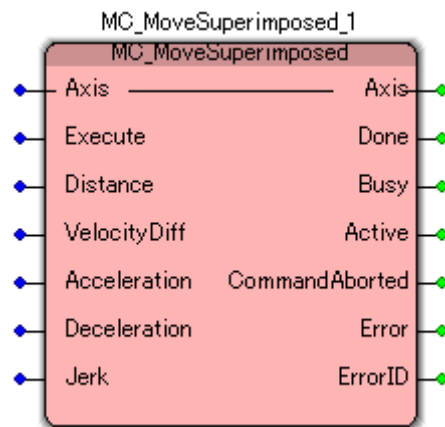 MC_MoveSuperimposed_1
MC_MoveSuperimposed
Axis Axis
Execute Done
Distance Busy
VelocityDiff Active
Acceleration CommandAborted
Deceleration Error
Jerk ErrorID